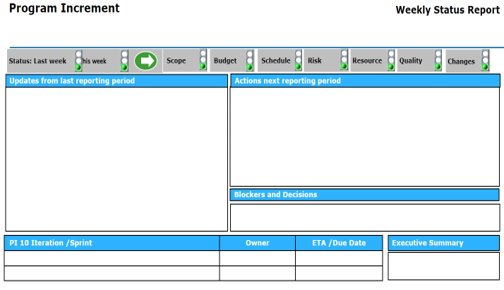 Program Increment
Weekly Status Report
Status: Last week his week Scope Budget Schedule Risk Resource Quality Changes
Updates from last reporting period
Actions next reporting period
Blockers and Decisions
PI 10 Iteration /Sprint Owner ETA /Due Date Executive Summary